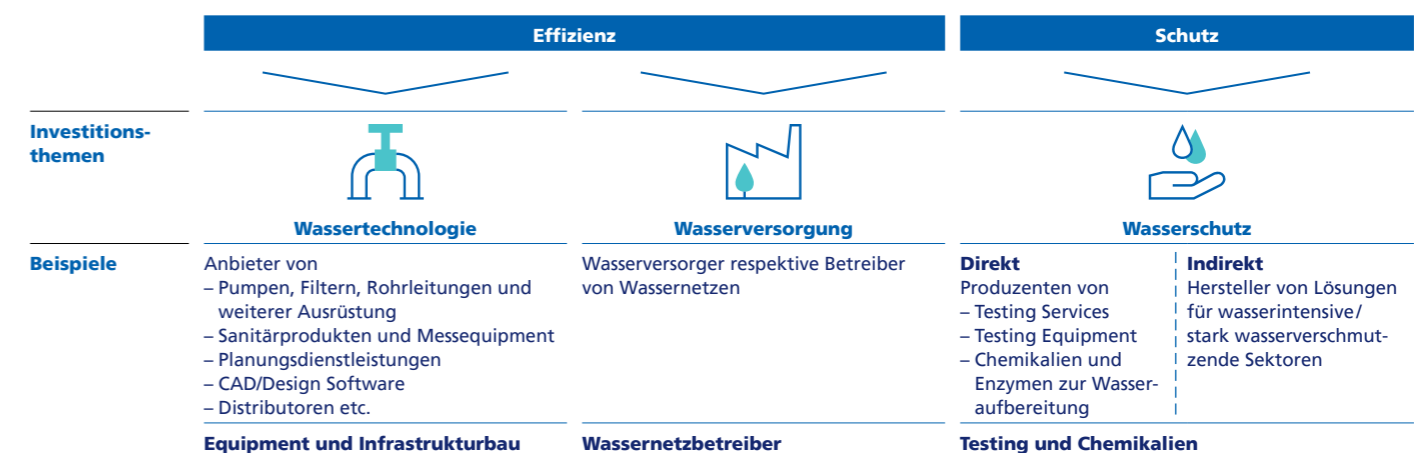 Effizienz
Schutz
Investitions-
themen
Wassertechnologie
Wasserversorgung
Wasserschutz
Beispiele
Anbieter von
– Pumpen, Filtern, Rohrleitungen und
weiterer Ausrüstung
– Sanitärprodukten und Messequipment
– Planungsdienstleistungen
– CAD/Design Software
– Distributoren etc.
Wasserversorger respektive Betreiber
von Wassernetzen
Direkt
Produzenten von
– Testing Services
– Testing Equipment
– Chemikalien und
Enzymen zur Wasser-
aufbereitung
Indirekt
Hersteller von Lösungen
für wasserintensive/
stark wasserverschmut-
zende Sektoren
Equipment und Infrastrukturbau
Wassernetzbetreiber
Testing und Chemikalien